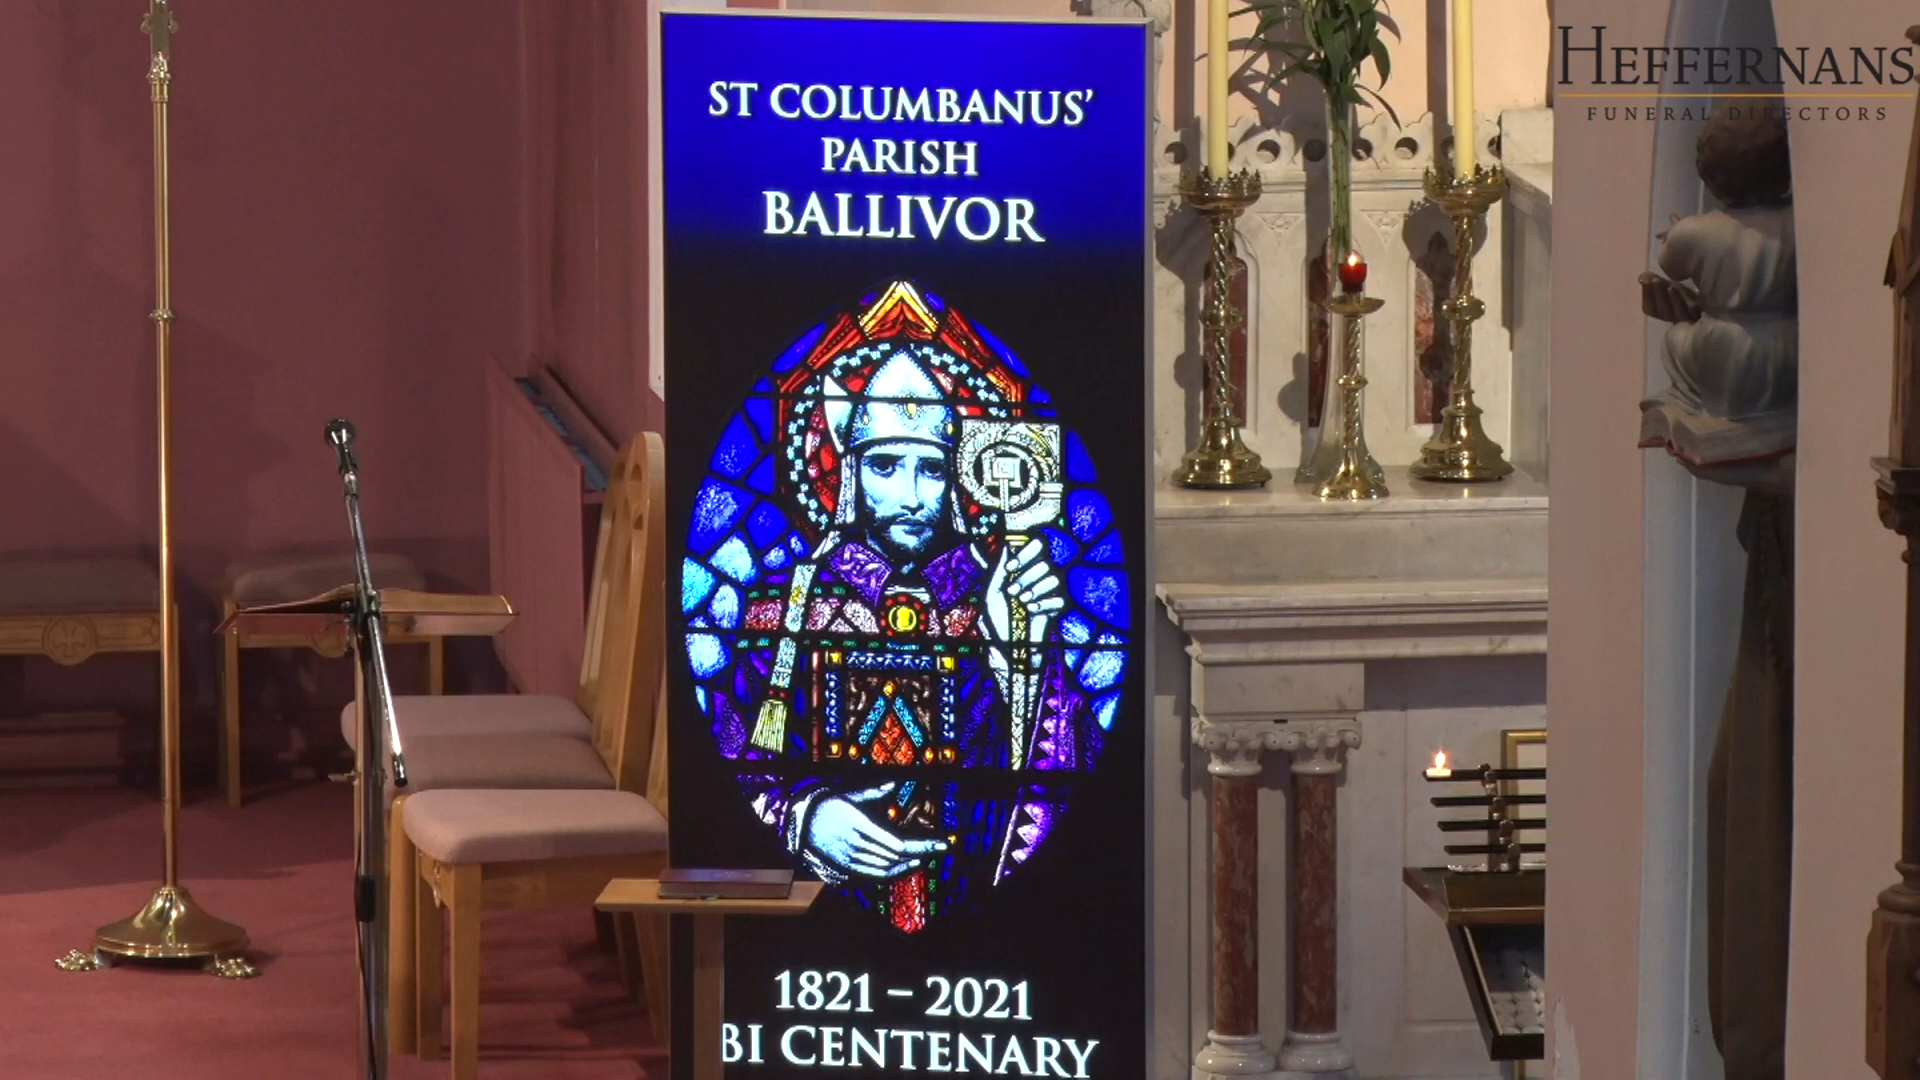 ST COLUMBANUS'
PARISH
BALLIVOR
1821 – 2021
BI CENTENARY
HEFFERNANS
FUNERAL DIRECTORS